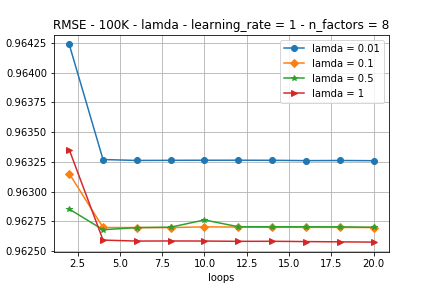 RMSE - 100K - lamda - learning_rate = 1 - n_factors = 8
0.96425
0.96400
0.96375
0.96350
0.96325
0.96300
0.96275
0.96250
lamda = 0.01
lamda = 0.1
lamda = 0.5
lamda = 1
2.5 5.0 7.5 10.0 12.5 15.0 17.5 20.0
loops